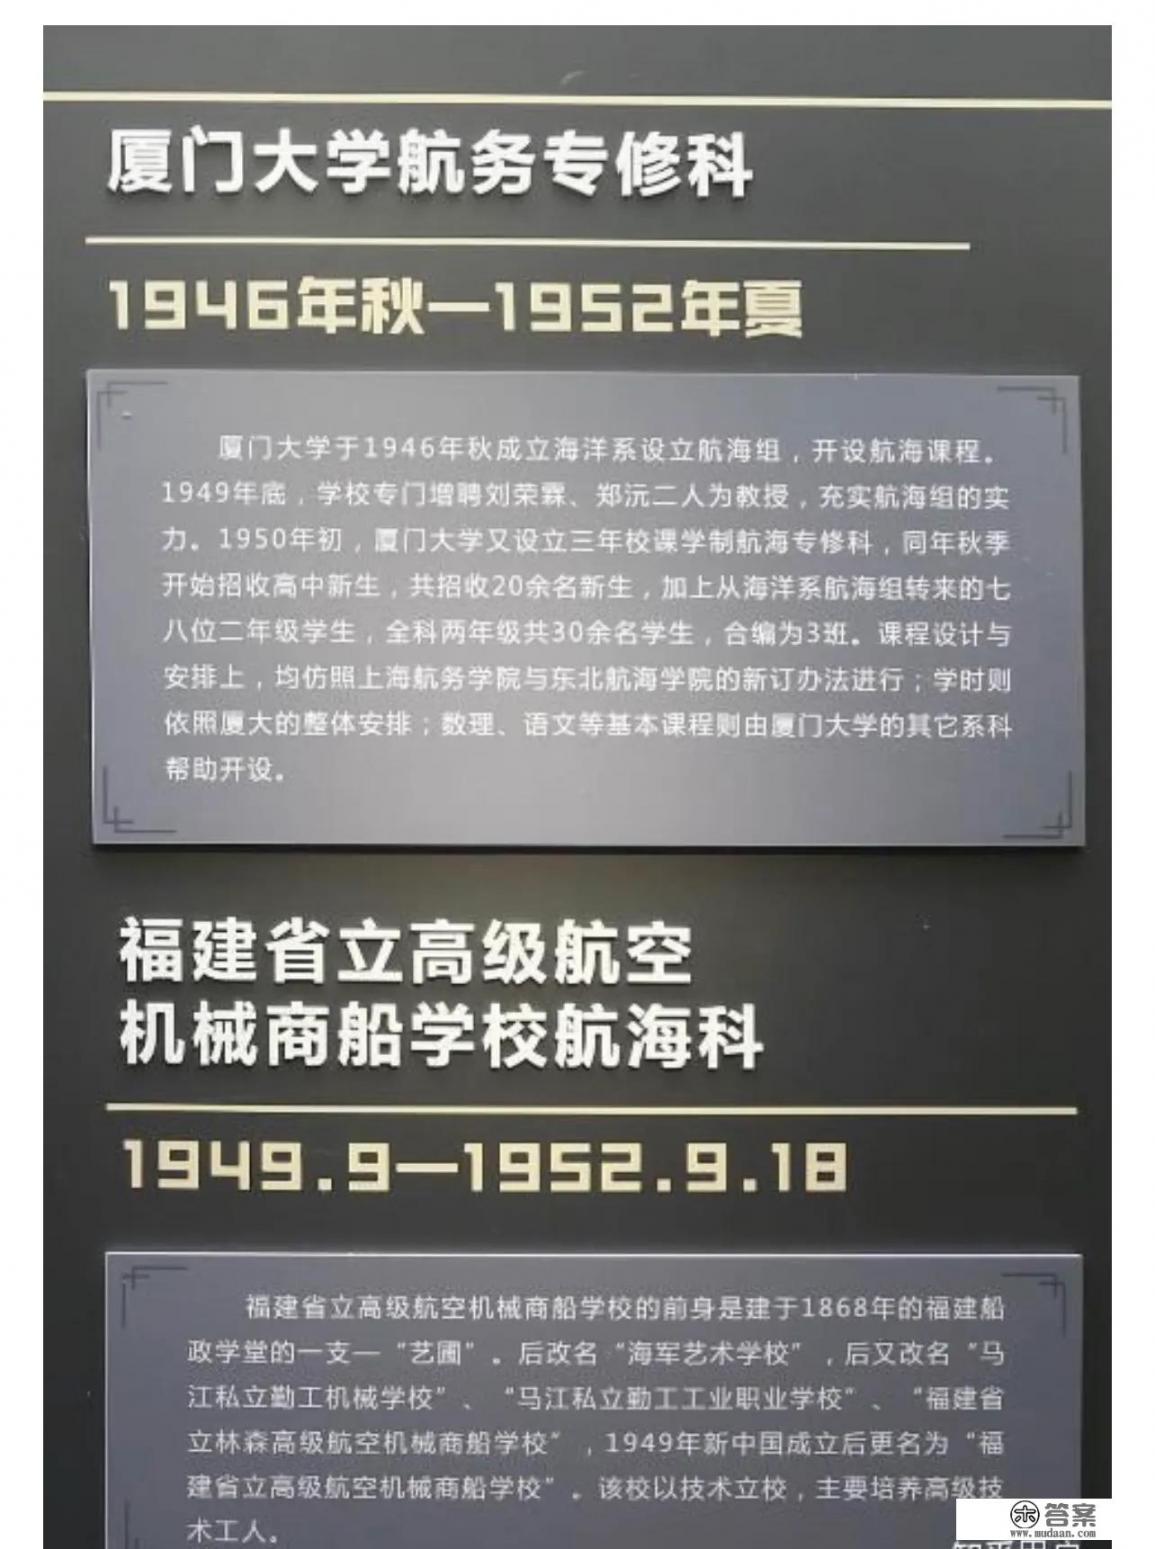 厦门大学航务专修科
1946年秋—1952年夏
厦门大学于1946年秋成立海洋系设立航海组，开设航海课程。
1949年底，学校专门增聘刘荣霖、郑沅二人为教授，充实航海组的实
力。1950年初，厦门大学又设立三年校课学制航海专修科，同年秋季
开始招收高中新生，共招收20余名新生，加上从海洋系航海组转来的七
八位二年级学生，全科两年级共30余名学生，合编为3班。课程设计与
安排上，均仿照上海航务学院与东北航海学院的新订办法进行；学时则
依照厦大的整体安排；数理、语文等基本课程则由厦门大学的其它系科
帮助开设。
福建省立高级航空
机械商船学校航海科
1949.9—1952.9.18
福建省立高级航空机械商船学校的前身是建于1868年的福建船
政学堂的一支—“艺圃”。后改名“海军艺术学校”，后又改名“马
江私立勤工机械学校”、“马江私立勤工工业职业学校”、“福建省
立林森高级航空机械商船学校”，1949年新中国成立后更名为“福
建省立高级航空机械商船学校”。该校以技术立校，主要培养高级技
术工人。
答案
www.mudaan.com